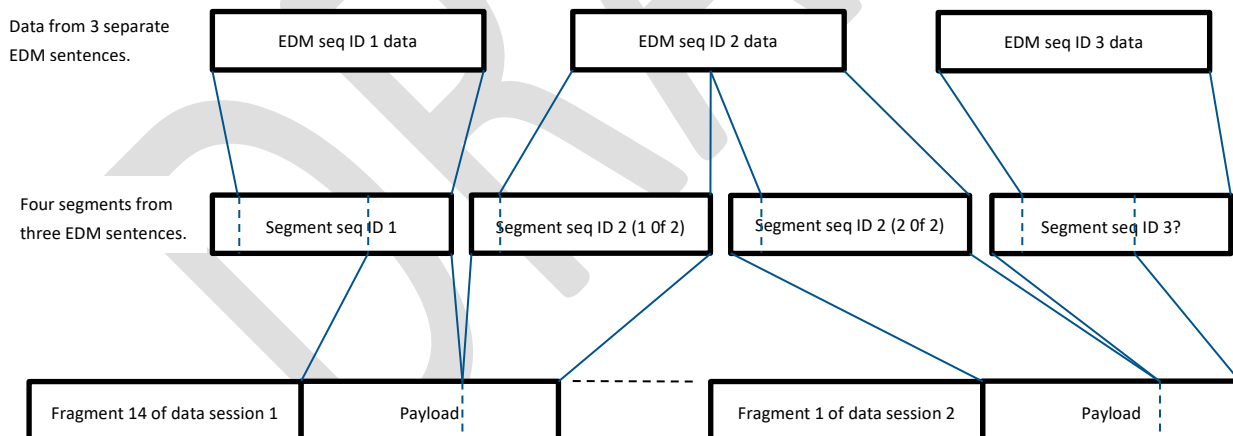 Data from 3 separate
EDM sentences.
EDM seq ID 1 data
EDM seq ID 2 data
EDM seq ID 3 data
Four segments from
three EDM sentences.
Segment seq ID 1
Segment seq ID 2 (1 0f 2)
Segment seq ID 2 (2 0f 2)
Segment seq ID 3?
Fragment 14 of data session 1
Payload
Fragment 1 of data session 2
Payload